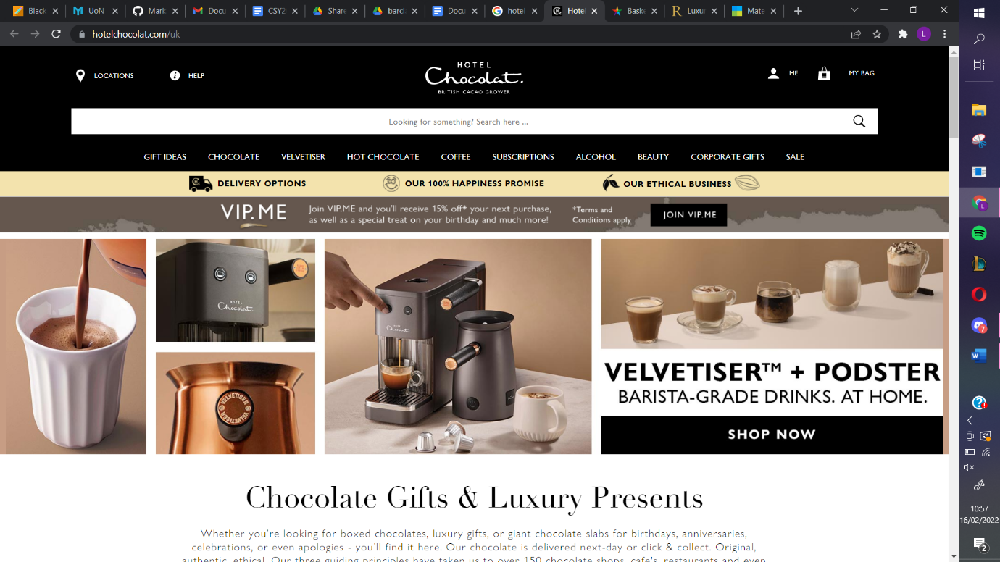 Black
UoN
Mark
Docu
CSY2
Share
barcl
Docu
hotel
Hotel
Baske
Luxur
Mate
hotelchocolat.com/uk
L
LOCATIONS
HELP
HOTEL
Chocolat.
BRITISH CACAO GROWER
ME
MY BAG
Looking for something? Search here ...
GIFT IDEAS CHOCOLATE VELVETISER HOT CHOCOLATE COFFEE SUBSCRIPTIONS ALCOHOL BEAUTY CORPORATE GIFTS SALE
DELIVERY OPTIONS
OUR 100% HAPPINESS PROMISE
OUR ETHICAL BUSINESS
VIP.ME
Join VIP.ME and you'll receive 15% off* your next purchase,
as well as a special treat on your birthday and much more!
*Terms and
Conditions apply
JOIN VIP.ME
HOTEL
Chocolat.
VELVETISER VELVETISER
HOTEL
Chocolat.
VELVETISER™ + PODSTER
BARISTA-GRADE DRINKS. AT HOME.
SHOP NOW
Chocolate Gifts & Luxury Presents
Whether you're looking for boxed chocolates, luxury gifts, or giant chocolate slabs for birthdays, anniversaries,
celebrations, or even apologies - you'll find it here. Our chocolate is delivered next-day or click & collect. Original,
authentic, ethical. Our three guiding principles have taken us to over 150 chocolate shops, cafe's, restaurants and even
7
10:57
16/02/2022
2